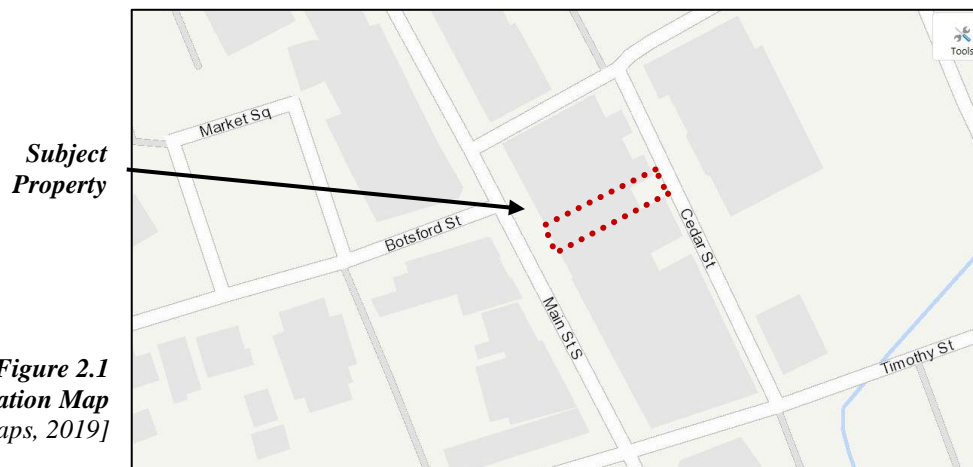 Tools
Market Sq
Subject
Property
Botsford St
Cedar St
Main St S
Timothy St
Figure 2.1
ation Map
aps, 2019]